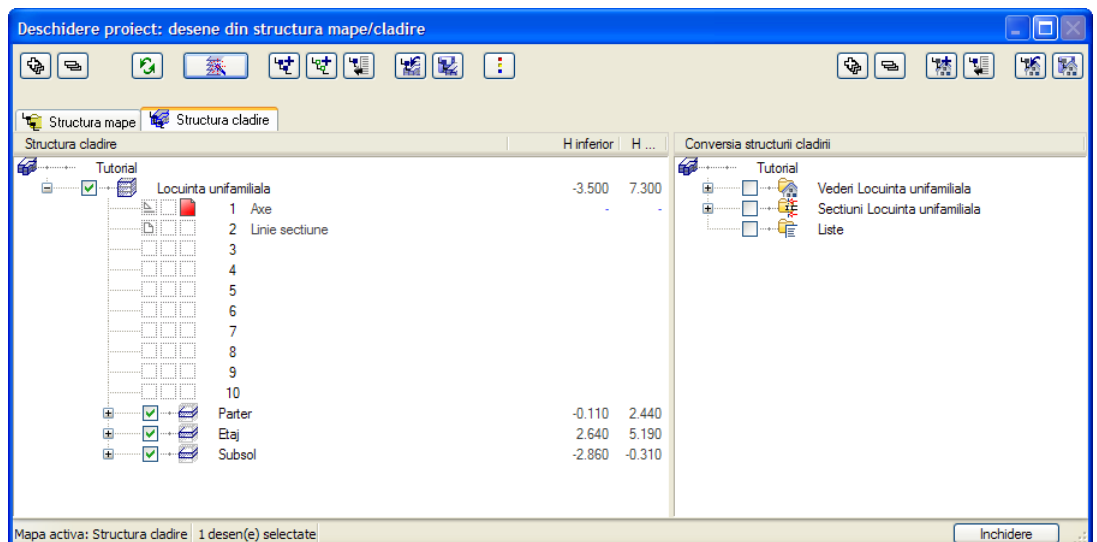 Deschidere proiect: desene din structura mape/cladire
Structura mape Structura cladire
Structura cladire H inferior H ... Conversia structurii cladirii
Tutorial Tutorial
Locuinta unifamiliala -3.500 7.300 Vederi Locuinta unifamiliala
1 Axe - - Sectiuni Locuinta unifamiliala
2 Linie sectiune Liste
3
4
5
6
7
8
9
10
Parter -0.110 2.440
Etaj 2.640 5.190
Subsol -2.860 -0.310
Mapa activa: Structura cladire 1 desen(e) selectate Inchidere